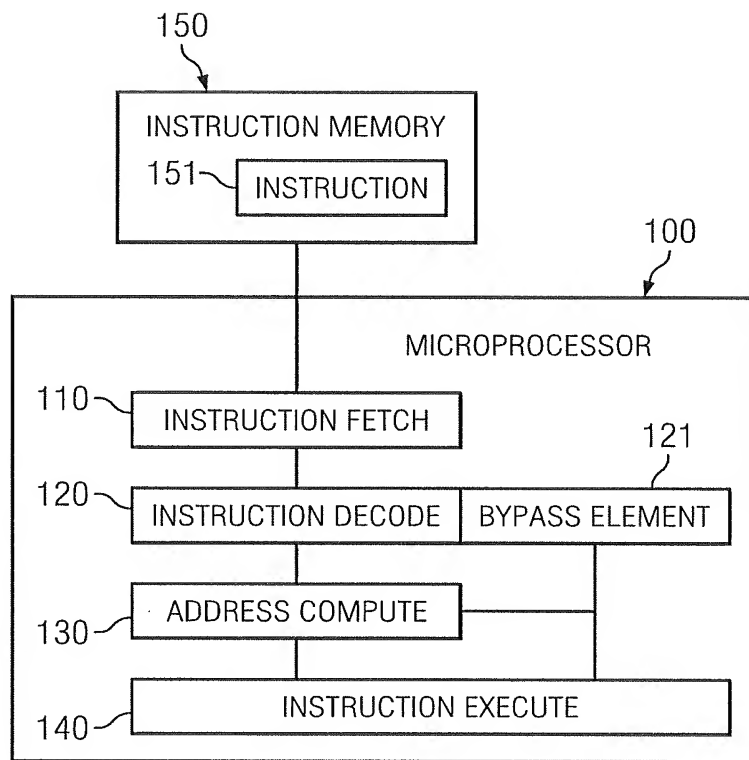 150
INSTRUCTION MEMORY
151
INSTRUCTION
100
MICROPROCESSOR
110
INSTRUCTION FETCH
121
120
INSTRUCTION DECODE
BYPASS ELEMENT
ADDRESS COMPUTE
130
INSTRUCTION EXECUTE
140